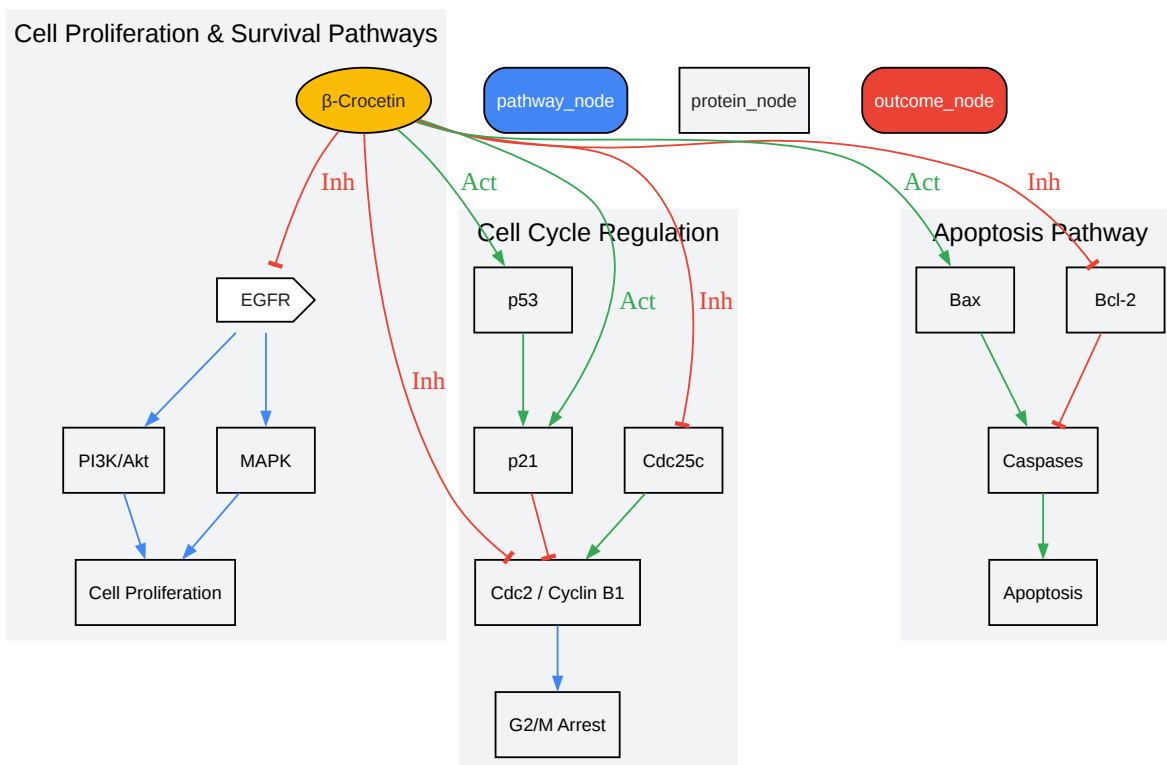 Cell Proliferation & Survival Pathways
β-Crocetin
pathway_node
protein_node
outcome_node
Inh
Act
Act
Inh
Cell Cycle Regulation
Apoptosis Pathway
EGFR
p53
Act
Inh
Bax
Bcl-2
Inh
PI3K/Akt
MAPK
p21
Cdc25c
Caspases
Cell Proliferation
Cdc2 / Cyclin B1
Apoptosis
G2/M Arrest